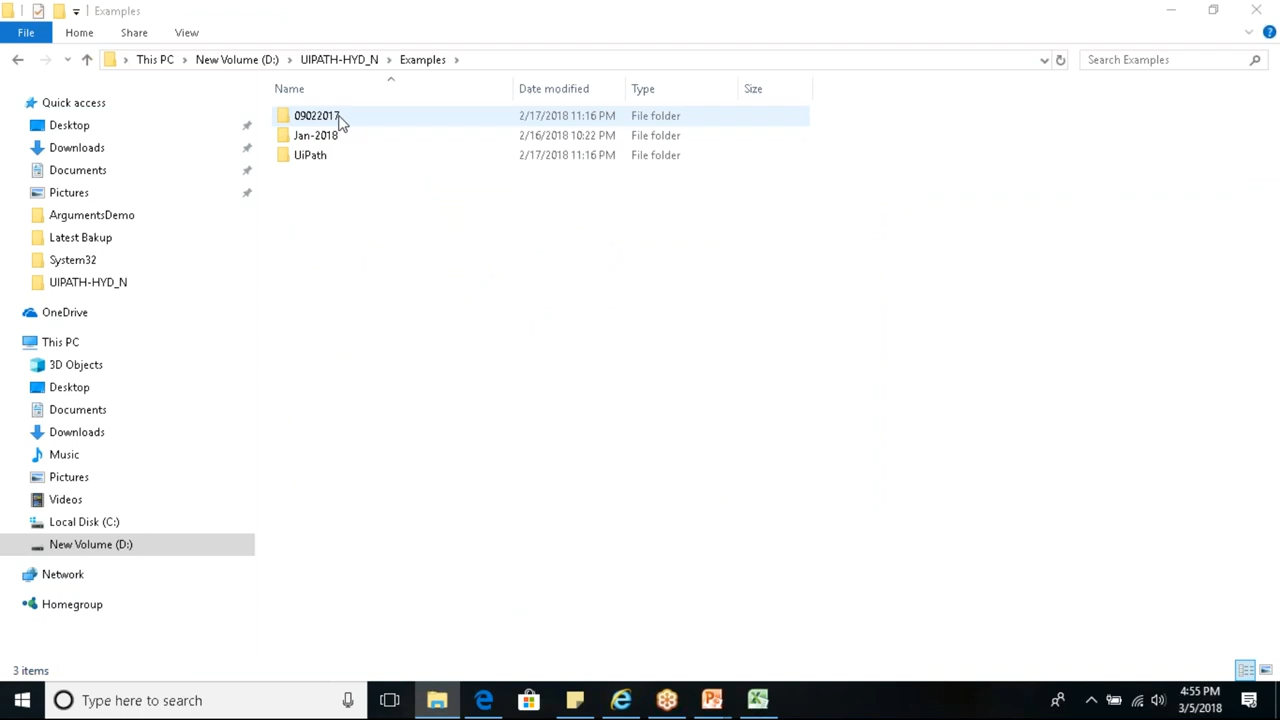 Examples
File Home Share View
This PC New Volume (D:) UIPATH-HYD_N Examples Search Examples
Name Date modified Type Size
09022017 2/17/2018 11:16 PM File folder
Jan-2018 2/16/2018 10:22 PM File folder
UiPath 2/17/2018 11:16 PM File folder
Quick access
Desktop
Downloads
Documents
Pictures
ArgumentsDemo
Latest Bakup
System32
UIPATH-HYD_N
OneDrive
This PC
3D Objects
Desktop
Documents
Downloads
Music
Pictures
Videos
Local Disk (C:)
New Volume (D:)
Network
Homegroup
3 items
Type here to search
4:55 PM
3/5/2018